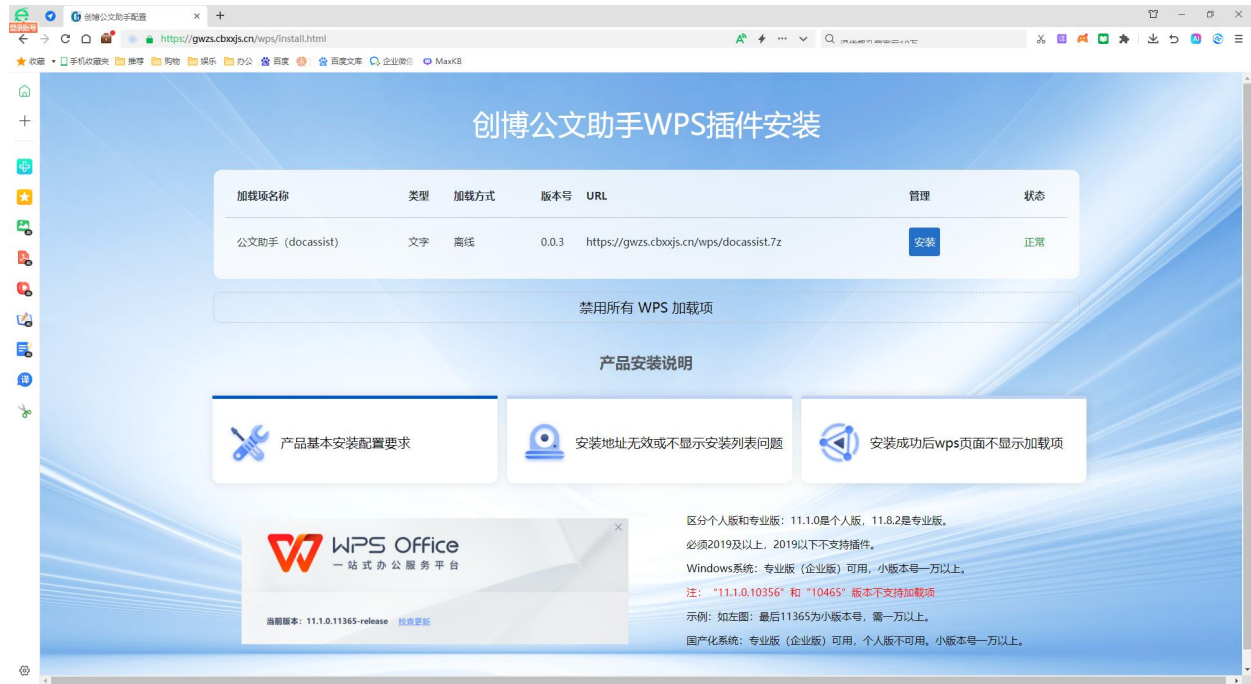 创博公文助手配置
登录账号
https://gwzs.cbxxjs.cn/wps/install.html
收藏 手机收藏夹 推荐 购物 娱乐 办公 百度 百度文库 企业微信 MaxKB
创博公文助手WPS插件安装
加载项名称 类型 加载方式 版本号 URL 管理 状态
公文助手（docassist） 文字 离线 0.0.3 https://gwzs.cbxxjs.cn/wps/docassist.7z 安装 正常
禁用所有 WPS 加载项
产品安装说明
产品基本安装配置要求
安装地址无效或不显示安装列表问题
安装成功后wps页面不显示加载项
WPS Office
一站式办公服务平台
当前版本：11.1.0.11365-release 检查更新
区分个人版和专业版：11.1.0是个人版，11.8.2是专业版。
必须2019及以上，2019以下不支持插件。
Windows系统：专业版（企业版）可用，小版本号一万以上。
注：“11.1.0.10356”和“10465”版本不支持加载项
示例：如左图：最后11365为小版本号，需一万以上。
国产化系统：专业版（企业版）可用，个人版不可用。小版本号一万以上。